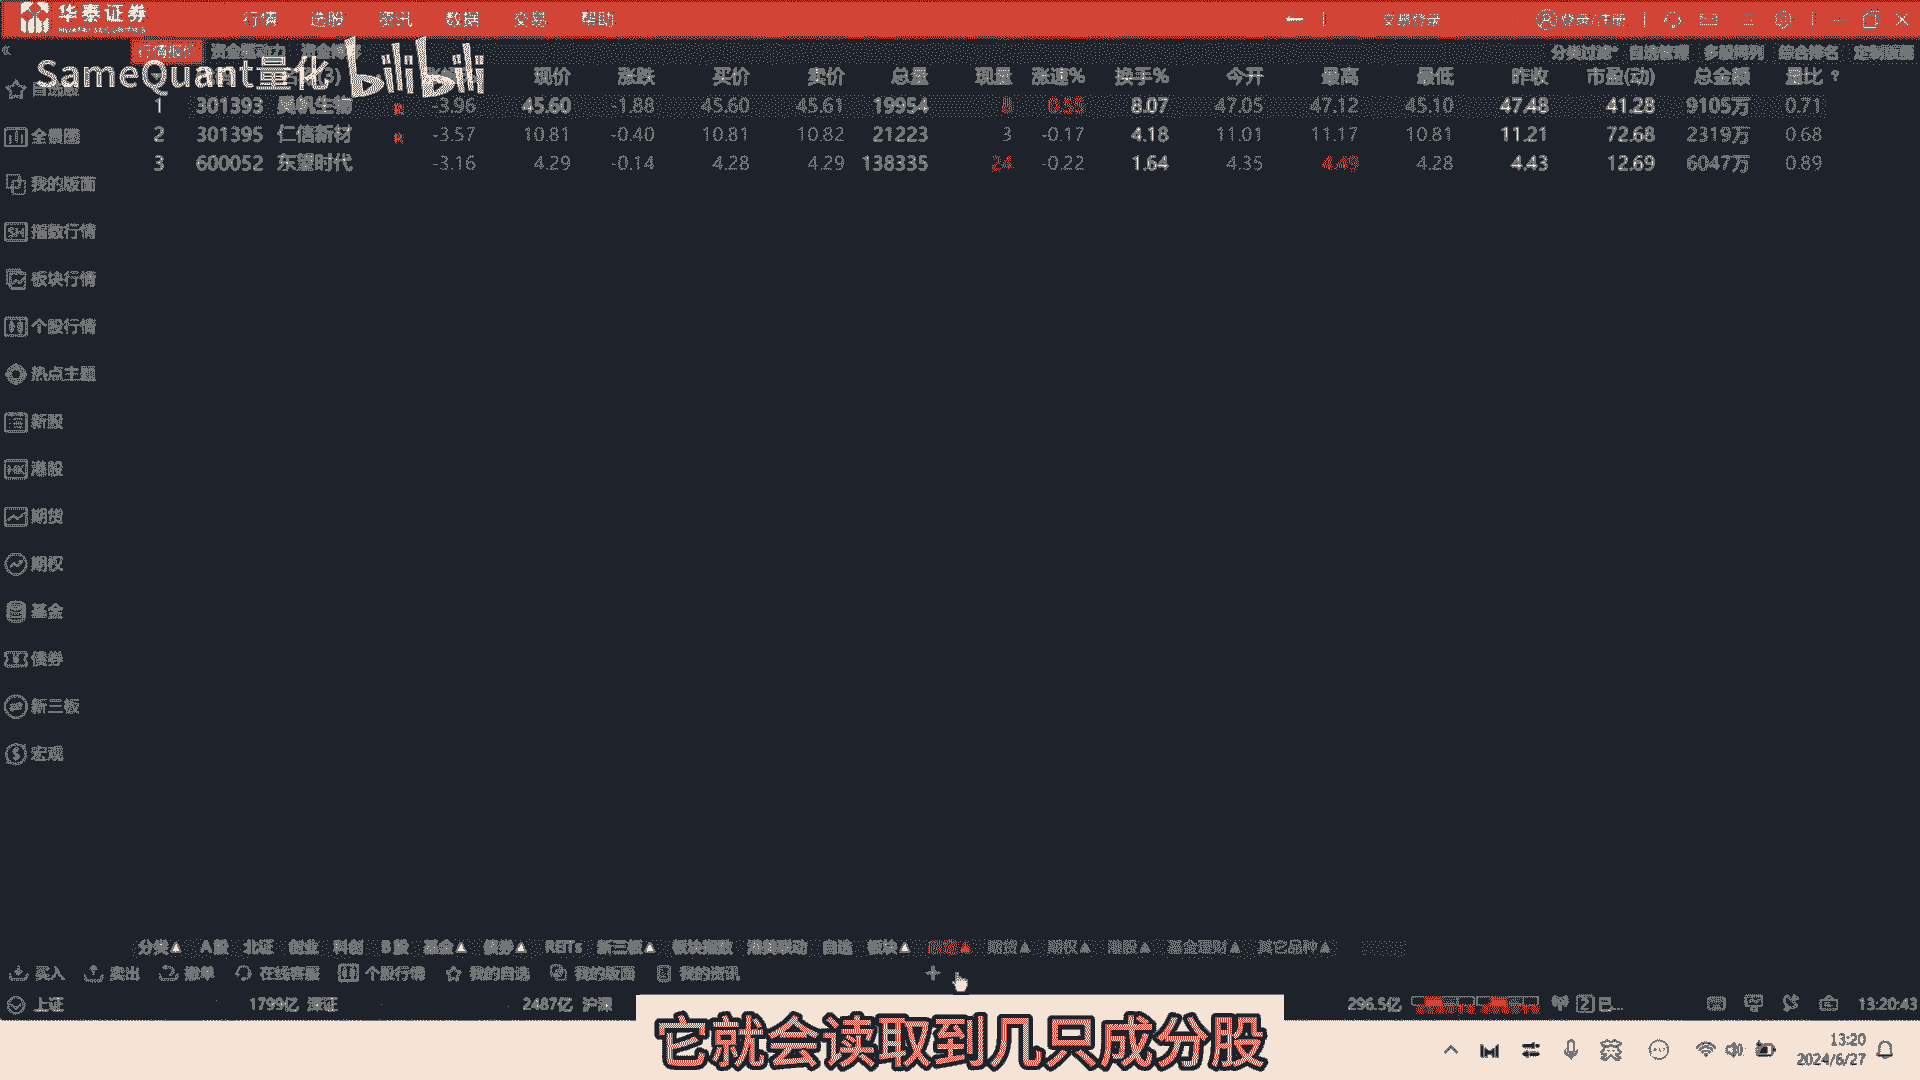 华泰证券 行情 选股 资讯 数据 交易 帮助 交易登录 登录/注册
HUATAI SECURITIES
行情报价 资金驱动力 分类过滤 自选管理 多股同列 综合排名 定制版面
SameQuant量化 bilibili
现价 涨跌 买价 卖价 总量 现量 涨速% 换手% 今开 最高 最低 昨收 市盈(动) 总金额 量比 ?
1 301393 昊帆生物 R -3.96 45.60 -1.88 45.60 45.61 19954 8 0.55 8.07 47.05 47.12 45.10 47.48 41.28 9105万 0.71
2 301395 仁信新材 R -3.57 10.81 -0.40 10.81 10.82 21223 3 -0.17 4.18 11.01 11.17 10.81 11.21 72.68 2319万 0.68
3 600052 东望时代 -3.16 4.29 -0.14 4.28 4.29 138335 24 -0.22 1.64 4.35 4.49 4.28 4.43 12.69 6047万 0.89
自选股
全景图
我的版面
指数行情
板块行情
个股行情
热点主题
新股
港股
期货
期权
基金
债券
新三板
宏观
分类▲ A股 北证 创业 科创 B股 基金▲ 债券▲ REITs 新三板▲ 板块指数 港美联动 自选 板块▲ 期货▲ 期权▲ 港股▲ 基金理财▲ 其它品种▲
买入 卖出 撤单 在线客服 个股行情 我的自选 我的版面 我的资讯 +
上证 1799亿 深证 2487亿 沪深 296.5亿 13:20:43
它就会读取到几只成分股
13:20
2024/6/27